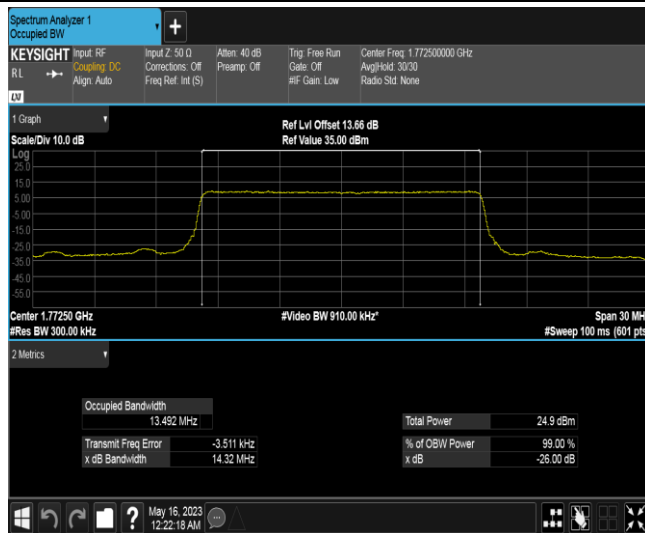 Spectrum Analyzer 1
Occupied BW
+
KEYSIGHT Input: RF Input Z: 50 Ω Atten: 40 dB Trig: Free Run Center Freq: 1.772500000 GHz
RL Coupling: DC Corrections: Off Preamp: Off Gate: Off Avg|Hold: 30/30
Align: Auto Freq Ref: Int (S) #IF Gain: Low Radio Std: None
1 Graph
Scale/Div 10.0 dB
Ref Lvl Offset 13.66 dB
Ref Value 35.00 dBm
Log
25.0
15.0
5.00
-5.00
-15.0
-25.0
-35.0
-45.0
-55.0
Center 1.77250 GHz #Video BW 910.00 kHz* Span 30 MH
#Res BW 300.00 kHz #Sweep 100 ms (601 pts
2 Metrics
Occupied Bandwidth
13.492 MHz Total Power 24.9 dBm
Transmit Freq Error -3.511 kHz % of OBW Power 99.00 %
x dB Bandwidth 14.32 MHz x dB -26.00 dB
? May 16, 2023
12:22:18 AM